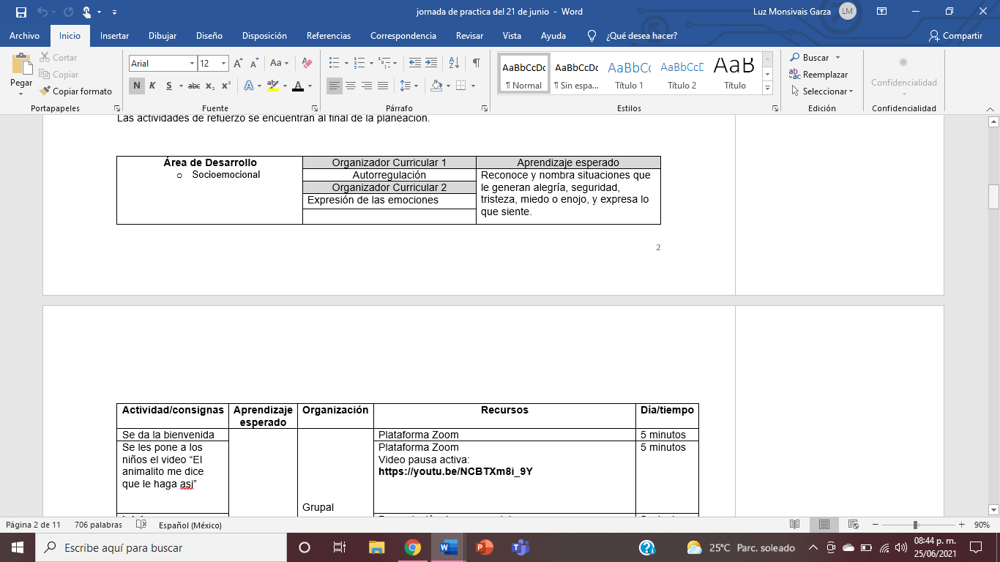 jornada de practica del 21 de junio - Word
Luz Monsivais Garza
LM
Archivo
Inicio
Insertar
Dibujar
Diseño
Disposición
Referencias
Correspondencia
Revisar
Vista
Ayuda
¿Qué desea hacer?
Compartir
Pegar
Cortar
Copiar
Copiar formato
Portapapeles
Arial
12
N K S abc x₂ x²
Fuente
Párrafo
AaBbCcDc
¶ Normal
AaBbCcDc
¶ Sin espa...
AaBbCc
Título 1
AaBbCcD
Título 2
AaB
Título
Estilos
Buscar
Reemplazar
Seleccionar
Edición
Confidencialidad
Confidencialidad
Las actividades de refuerzo se encuentran al final de la planeación.
Área de Desarrollo
o Socioemocional
Organizador Curricular 1
Autorregulación
Organizador Curricular 2
Expresión de las emociones
Aprendizaje esperado
Reconoce y nombra situaciones que
le generan alegría, seguridad,
tristeza, miedo o enojo, y expresa lo
que siente.
2
Actividad/consignas
Aprendizaje
esperado
Organización
Recursos
Día/tiempo
Se da la bienvenida
Plataforma Zoom
5 minutos
Se les pone a los
niños el video “El
animalito me dice
que le haga asi”
Grupal
Plataforma Zoom
Video pausa activa:
https://youtu.be/NCBTXm8i_9Y
5 minutos
Página 2 de 11
706 palabras
Español (México)
90%
Escribe aquí para buscar
25°C Parc. soleado
08:44 p. m.
25/06/2021